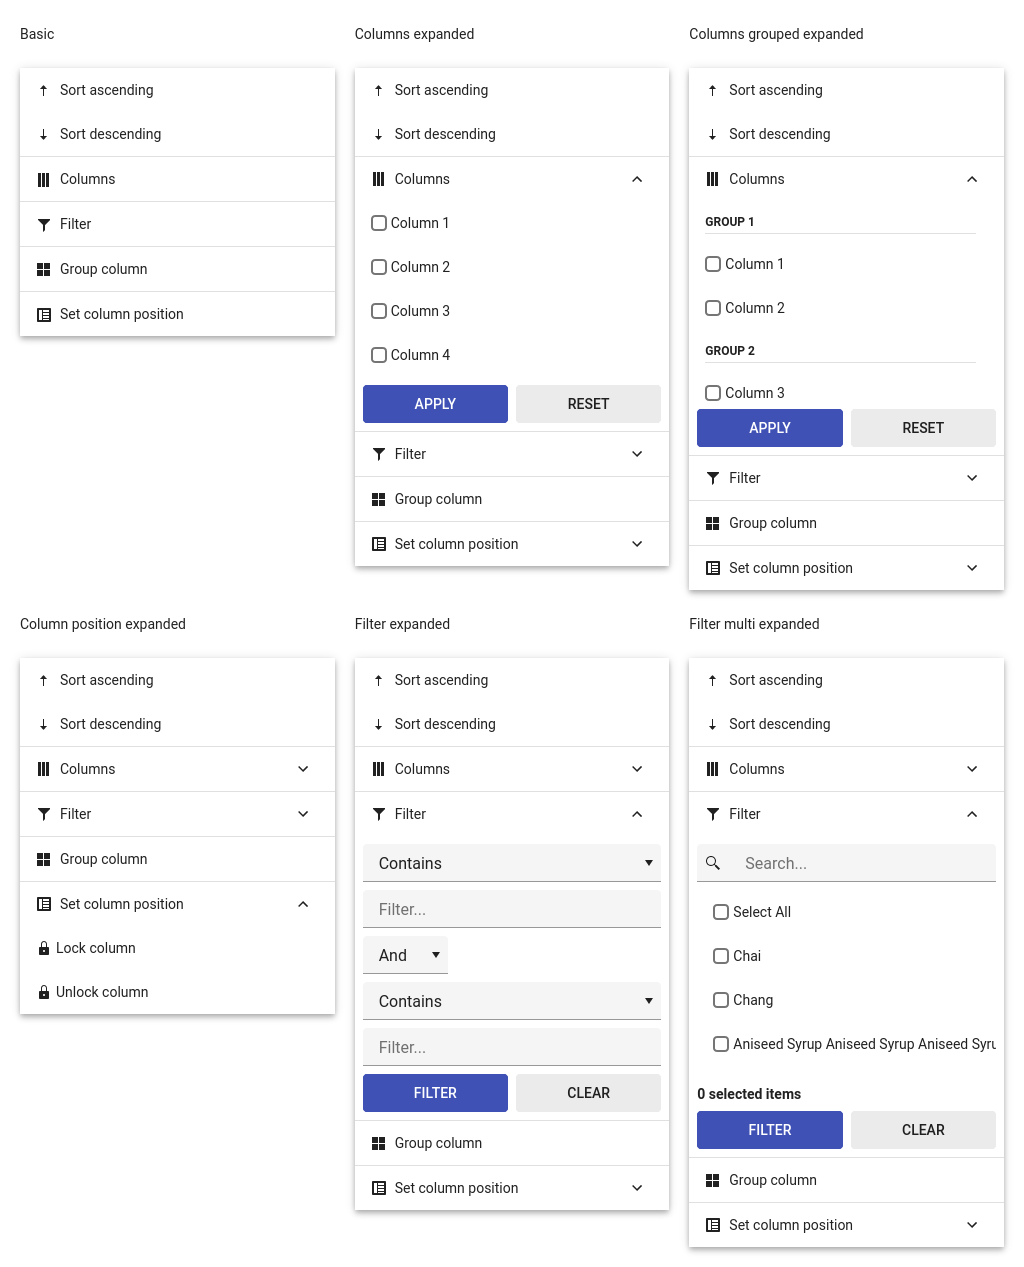 Basic
Sort ascending
Sort descending
Columns
Filter
Group column
Set column position
Columns expanded
Sort ascending
Sort descending
Columns
Column 1
Column 2
Column 3
Column 4
APPLY RESET
Filter
Group column
Set column position
Columns grouped expanded
Sort ascending
Sort descending
Columns
GROUP 1
Column 1
Column 2
GROUP 2
Column 3
APPLY RESET
Filter
Group column
Set column position
Column position expanded
Sort ascending
Sort descending
Columns
Filter
Group column
Set column position
Lock column
Unlock column
Filter expanded
Sort ascending
Sort descending
Columns
Filter
Contains
Filter...
And
Contains
Filter...
FILTER CLEAR
Group column
Set column position
Filter multi expanded
Sort ascending
Sort descending
Columns
Filter
Search...
Select All
Chai
Chang
Aniseed Syrup Aniseed Syrup Aniseed Syru
0 selected items
FILTER CLEAR
Group column
Set column position